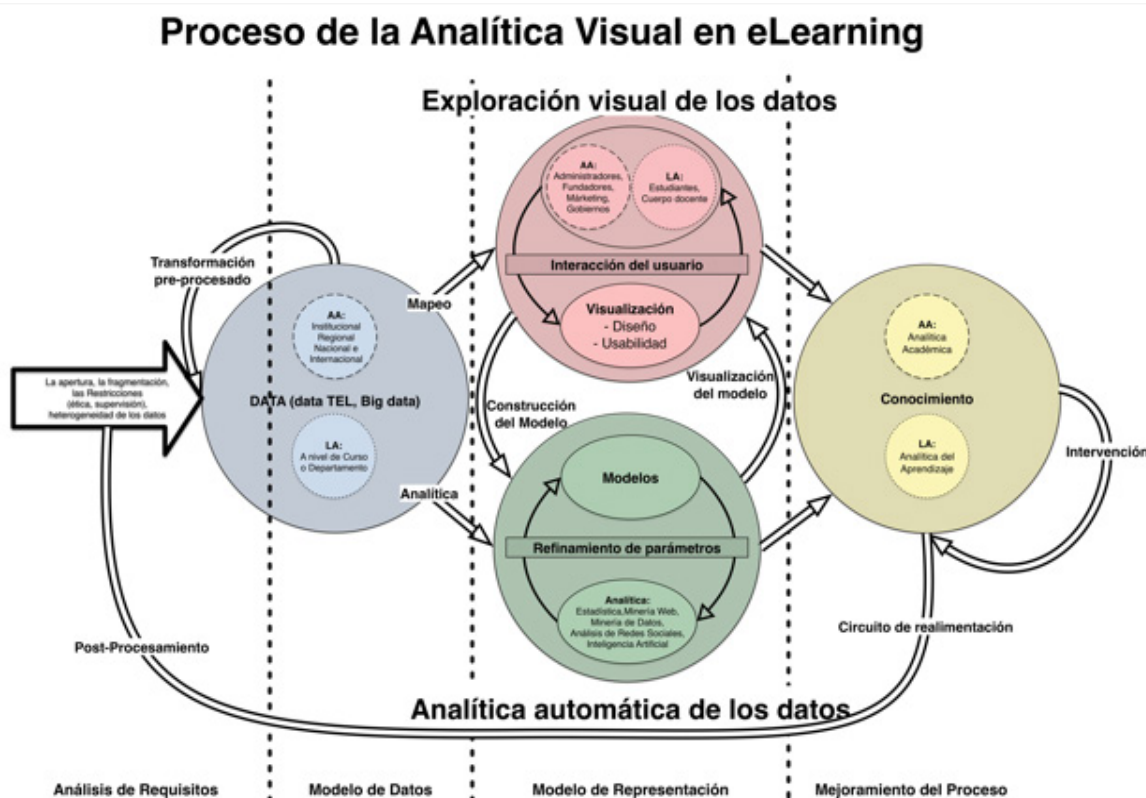 Proceso de la Analítica Visual en eLearning
Exploración visual de los datos
AA:
Administradores,
Fundadores,
Márketing,
Gobiernos
LA:
Estudiantes,
Cuerpo docente
Interacción del usuario
Visualización
- Diseño
- Usabilidad
Transformación
pre-procesado
Mapeo
AA:
Institucional
Regional
Nacional e
Internacional
DATA (data TEL, Big data)
LA:
A nivel de Curso
o Departamento
La apertura, la fragmentación,
las Restricciones
(ética, supervisión),
heterogeneidad de los datos
Construcción
del Modelo
Visualización
del modelo
Analítica
Modelos
Refinamiento de parámetros
Analítica:
Estadística,Minería Web,
Minería de Datos,
Análisis de Redes Sociales,
Inteligencia Artificial
AA:
Analítica
Académica
Conocimiento
LA:
Analítica del
Aprendizaje
Intervención
Circuito de realimentación
Post-Procesamiento
Analítica automática de los datos
Análisis de Requisitos
Modelo de Datos
Modelo de Representación
Mejoramiento del Proceso